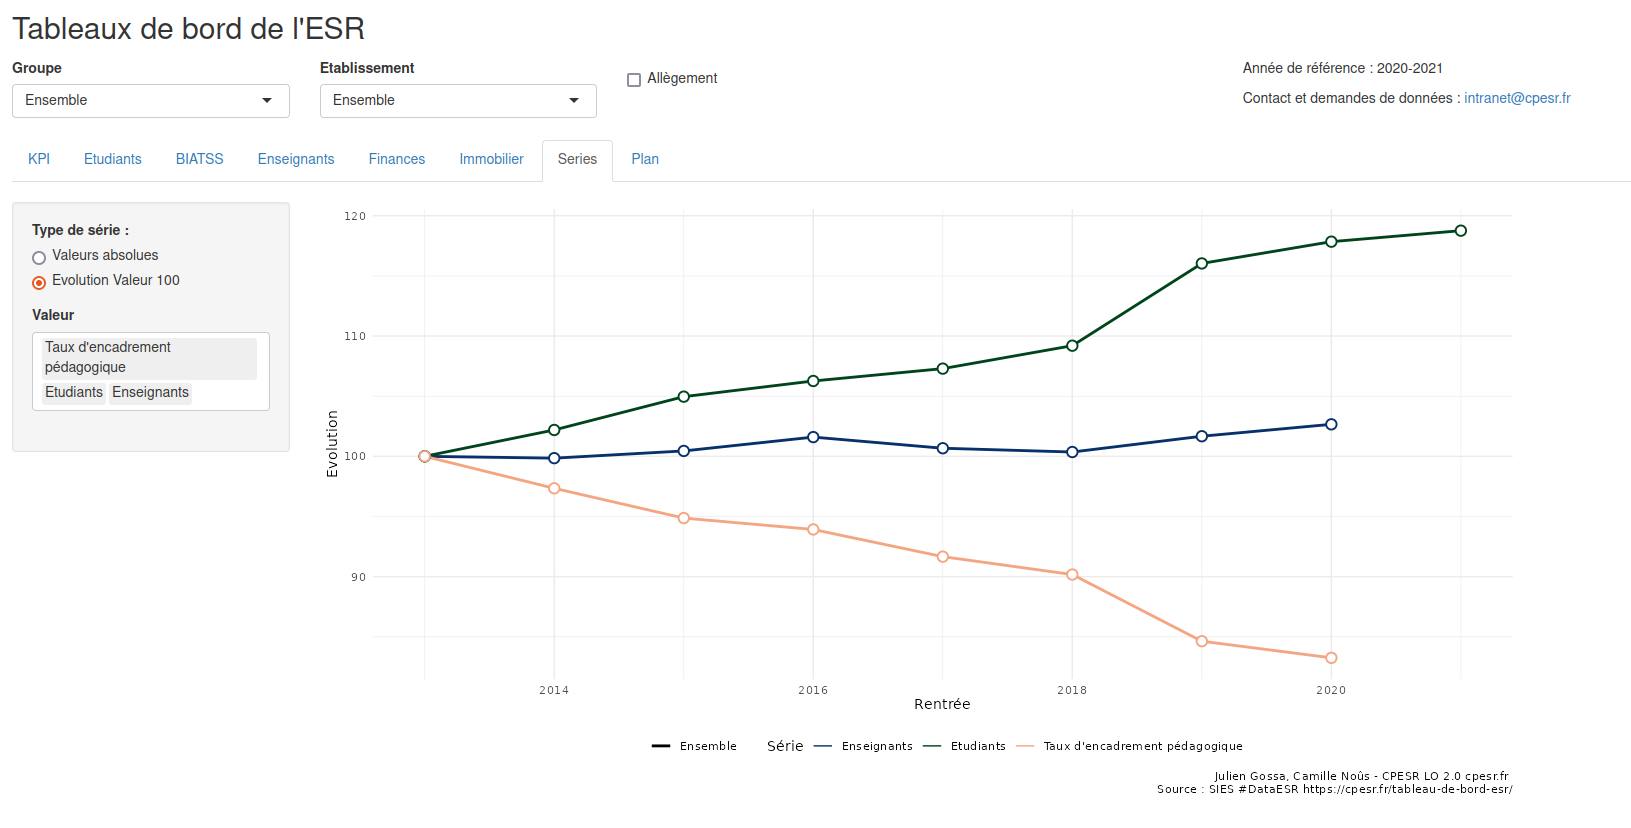 Tableaux de bord de l'ESR
Groupe
Etablissement
Ensemble
Ensemble
Allègement
Année de référence : 2020-2021
Contact et demandes de données : intranet@cpesr.fr
KPI
Etudiants
BIATSS
Enseignants
Finances
Immobilier
Series
Plan
Type de série :
Valeurs absolues
Evolution Valeur 100
Valeur
Taux d'encadrement
pédagogique
Etudiants Enseignants
120
110
100
90
Evolution
2014
2016
2018
2020
Rentrée
Ensemble
Série
Enseignants
Etudiants
Taux d'encadrement pédagogique
Julien Gossa, Camille Noûs - CPESR LO 2.0 cpesr.fr
Source : SIES #DataESR https://cpesr.fr/tableau-de-bord-esr/